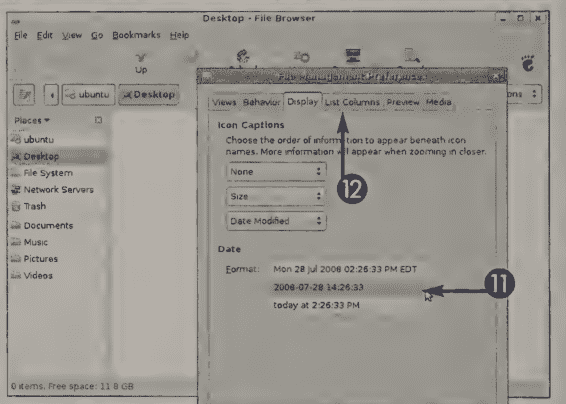 Desktop - File Browser
File Edit View Go Bookmarks Help
Up
ubuntu Desktop
File Management Preferences
Places
ubuntu
Desktop
File System
Network Servers
Trash
Documents
Music
Pictures
Videos
Views Behavior Display List Columns Preview Media
Icon Captions
Choose the order of information to appear beneath icon
names. More information will appear when zooming in closer.
None
12
Size
Date Modified
Date
Format: Mon 28 Jul 2008 02:26:33 PM EDT
2008-07-28 14:26:33
11
today at 2:26:33 PM
0 items, Free space: 11.8 GB